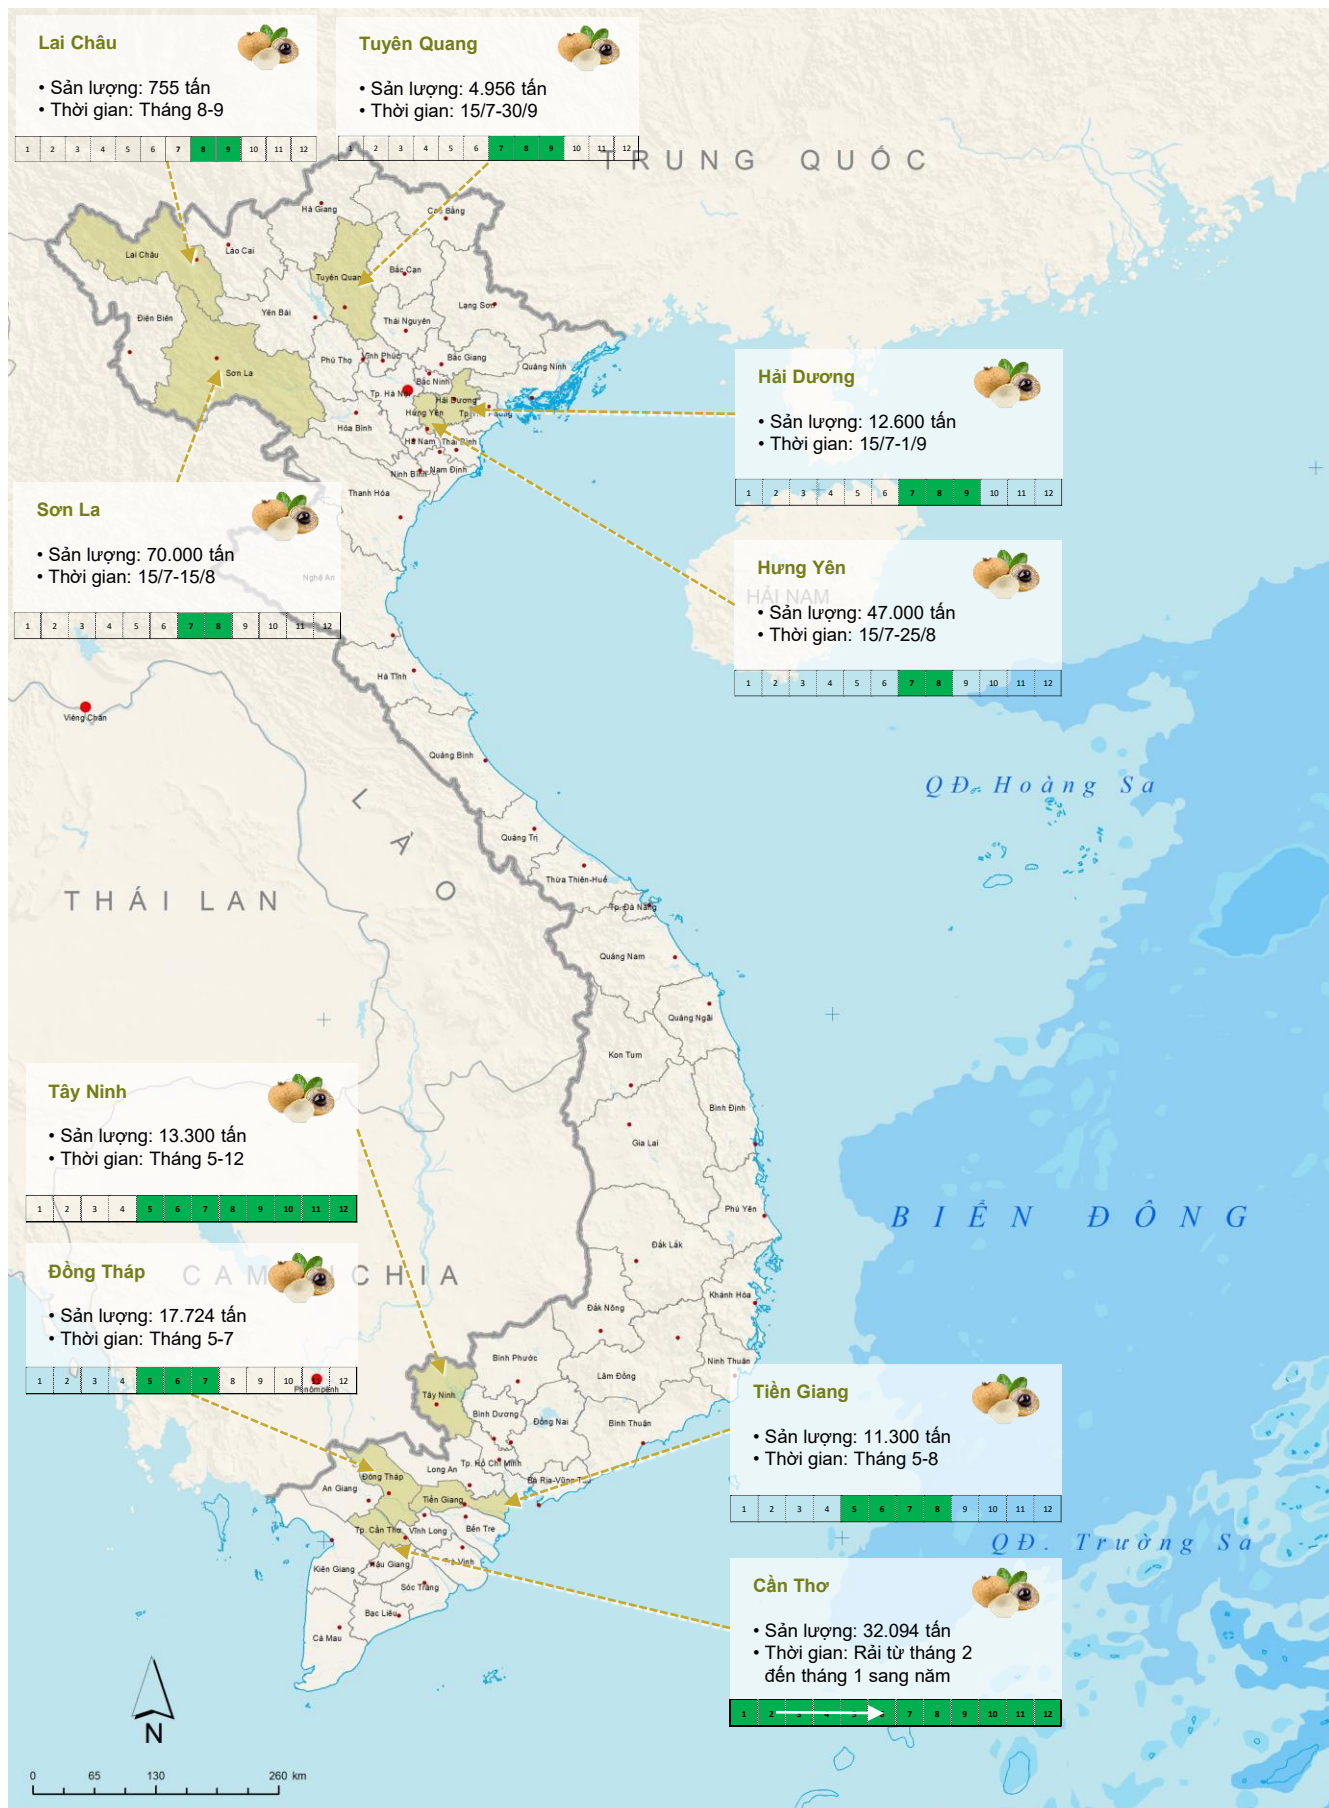 Lai Châu
• Sản lượng: 755 tấn
• Thời gian: Tháng 8-9
1 2 3 4 5 6 7 8 9 10 11 12
Tuyên Quang
• Sản lượng: 4.956 tấn
• Thời gian: 15/7-30/9
1 2 3 4 5 6 7 8 9 10 11 12
TRUNG QUỐC
Hà Giang
Cao Bằng
Lai Châu
Lào Cai
Tuyên Quang
Bắc Cạn
Lạng Sơn
Điện Biên
Yên Bái
Thái Nguyên
Sơn La
Phú Thọ
Vĩnh Phúc
Bắc Giang
Quảng Ninh
Bắc Ninh
Tp. Hà Nội
Hải Dương
Hưng Yên
Hòa Bình
Hà Nam
Thái Bình
Ninh Bình
Nam Định
Thanh Hóa
Hải Dương
• Sản lượng: 12.600 tấn
• Thời gian: 15/7-1/9
1 2 3 4 5 6 7 8 9 10 11 12
Sơn La
• Sản lượng: 70.000 tấn
• Thời gian: 15/7-15/8
1 2 3 4 5 6 7 8 9 10 11 12
Nghệ An
Hưng Yên
HẢI NAM
• Sản lượng: 47.000 tấn
• Thời gian: 15/7-25/8
1 2 3 4 5 6 7 8 9 10 11 12
Hà Tĩnh
Viêng Chăn
Quảng Bình
QĐ. Hoàng Sa
LÀO
Quảng Trị
Thừa Thiên-Huế
THÁI LAN
Tp. Đà Nẵng
Quảng Nam
Quảng Ngãi
Kon Tum
Bình Định
Gia Lai
Tây Ninh
• Sản lượng: 13.300 tấn
• Thời gian: Tháng 5-12
1 2 3 4 5 6 7 8 9 10 11 12
Phú Yên
BIỂN ĐÔNG
Đắk Lắk
Đồng Tháp
• Sản lượng: 17.724 tấn
• Thời gian: Tháng 5-7
1 2 3 4 5 6 7 8 9 10 11 12
Khánh Hòa
Đắk Nông
Bình Phước
Lâm Đồng
Ninh Thuận
Tây Ninh
Bình Dương
Đồng Nai
Bình Thuận
Tp. Hồ Chí Minh
Long An
Đồng Tháp
An Giang
Tiền Giang
Tp. Cần Thơ
Vĩnh Long
Bến Tre
Kiên Giang
Hậu Giang
Sóc Trăng
Bạc Liêu
Cà Mau
Tiền Giang
• Sản lượng: 11.300 tấn
• Thời gian: Tháng 5-8
1 2 3 4 5 6 7 8 9 10 11 12
QĐ. Trường Sa
Cần Thơ
• Sản lượng: 32.094 tấn
• Thời gian: Rải từ tháng 2
đến tháng 1 sang năm
1 2 3 4 5 6 7 8 9 10 11 12
N
0 65 130 260 km